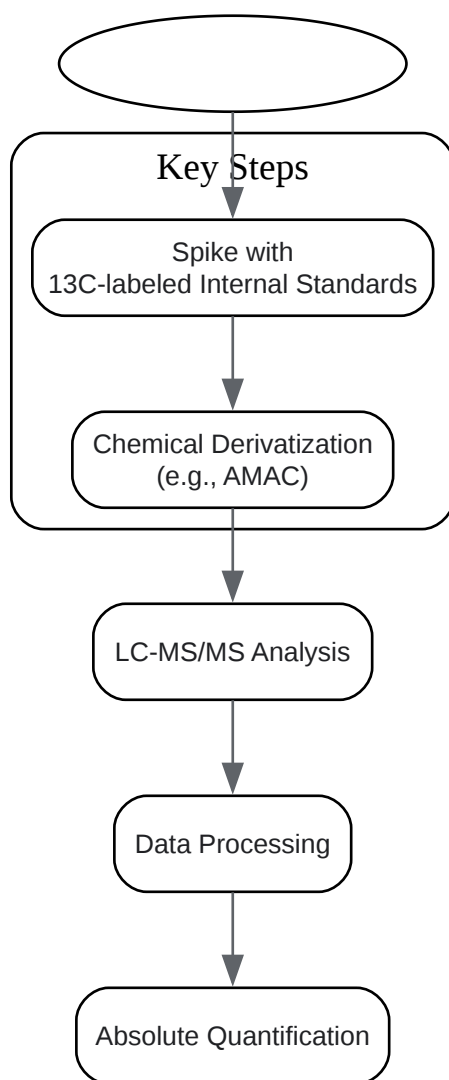 Key Steps
Spike with
13C-labeled Internal Standards
Chemical Derivatization
(e.g., AMAC)
LC-MS/MS Analysis
Data Processing
Absolute Quantification